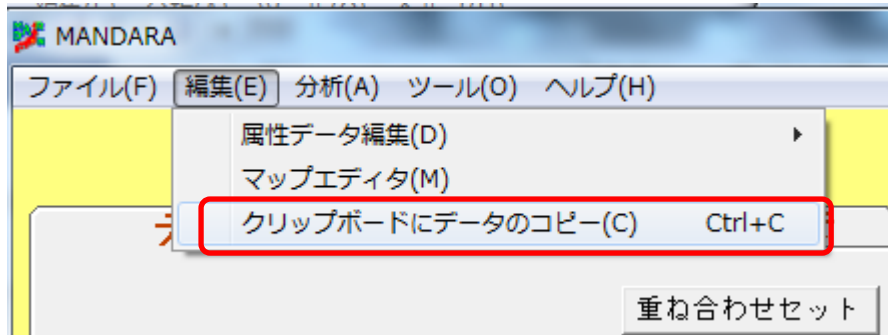 MANDARA
ファイル(F) 編集(E) 分析(A) ツール(O) ヘルプ(H)
属性データ編集(D)
マップエディタ(M)
クリップボードにデータのコピー(C) Ctrl+C
重ね合わせセット